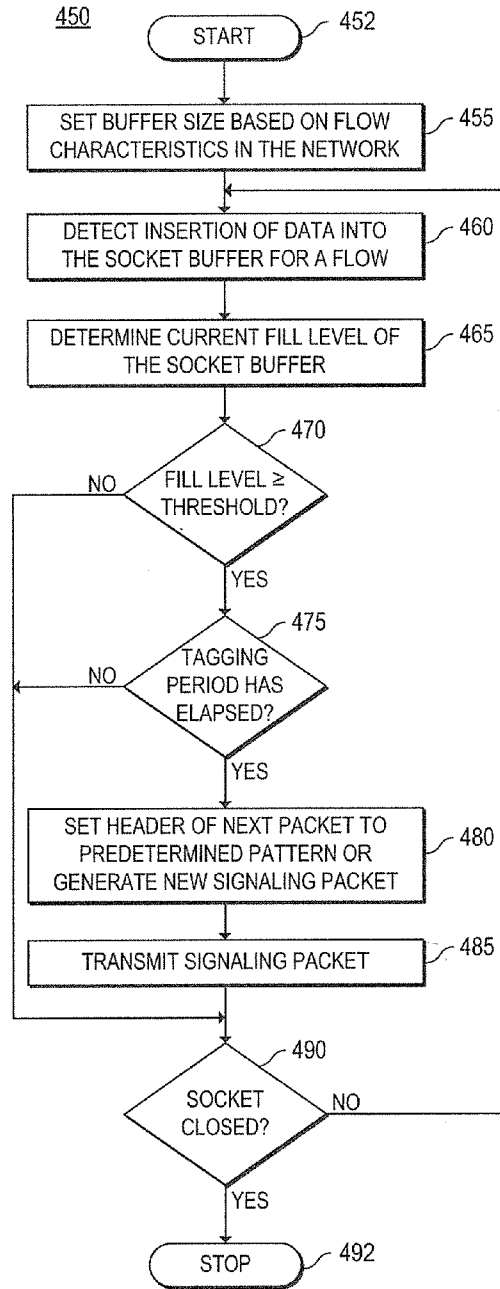 450
START
452
SET BUFFER SIZE BASED ON FLOW
CHARACTERISTICS IN THE NETWORK
455
DETECT INSERTION OF DATA INTO
THE SOCKET BUFFER FOR A FLOW
460
DETERMINE CURRENT FILL LEVEL OF
THE SOCKET BUFFER
465
470
FILL LEVEL ≥
THRESHOLD?
NO
YES
475
TAGGING
PERIOD HAS
ELAPSED?
NO
YES
SET HEADER OF NEXT PACKET TO
PREDETERMINED PATTERN OR
GENERATE NEW SIGNALING PACKET
480
TRANSMIT SIGNALING PACKET
485
490
SOCKET
CLOSED?
NO
YES
STOP
492